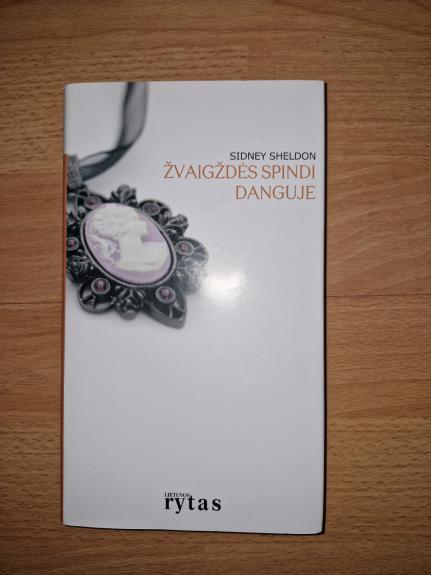 SIDNEY SHELDON
ŽVAIGŽDĖS SPINDI
DANGUJE
LIETUVOS
rytas